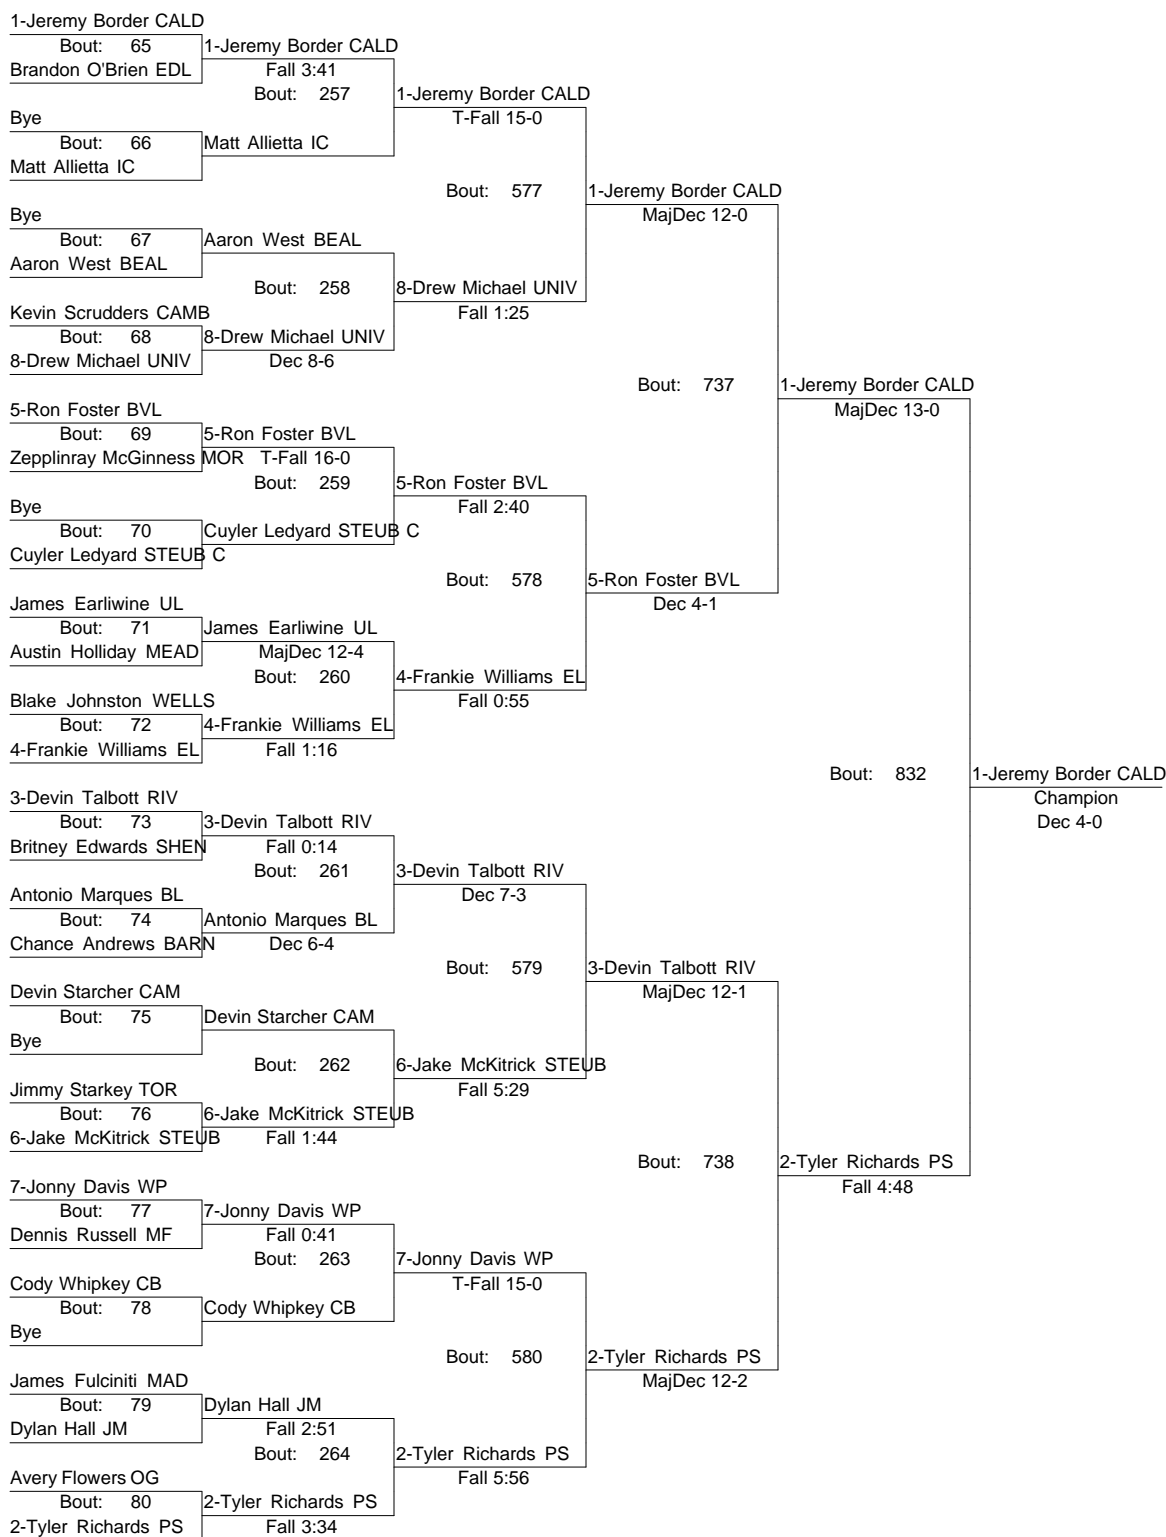 1-Jeremy Border CALD
Bout: 65 1-Jeremy Border CALD
Brandon O'Brien EDL Fall 3:41
Bout: 257 1-Jeremy Border CALD
Bye T-Fall 15-0
Bout: 66 Matt Allietta IC
Matt Allietta IC
Bout: 577 1-Jeremy Border CALD
Bye MajDec 12-0
Bout: 67 Aaron West BEAL
Aaron West BEAL
Bout: 258 8-Drew Michael UNIV
Kevin Scrudders CAMB Fall 1:25
Bout: 68 8-Drew Michael UNIV
8-Drew Michael UNIV Dec 8-6
Bout: 737 1-Jeremy Border CALD
5-Ron Foster BVL MajDec 13-0
Bout: 69 5-Ron Foster BVL
Zepplinray McGinness MOR T-Fall 16-0
Bout: 259 5-Ron Foster BVL
Bye Fall 2:40
Bout: 70 Cuyler Ledyard STEUB C
Cuyler Ledyard STEUB C
Bout: 578 5-Ron Foster BVL
James Earliwine UL Dec 4-1
Bout: 71 James Earliwine UL
Austin Holliday MEAD MajDec 12-4
Bout: 260 4-Frankie Williams EL
Blake Johnston WELLS Fall 0:55
Bout: 72 4-Frankie Williams EL
4-Frankie Williams EL Fall 1:16
Bout: 832 1-Jeremy Border CALD
3-Devin Talbott RIV Champion
Bout: 73 3-Devin Talbott RIV Dec 4-0
Britney Edwards SHEN Fall 0:14
Bout: 261 3-Devin Talbott RIV
Antonio Marques BL Dec 7-3
Bout: 74 Antonio Marques BL
Chance Andrews BARN Dec 6-4
Bout: 579 3-Devin Talbott RIV
Devin Starcher CAM MajDec 12-1
Bout: 75 Devin Starcher CAM
Bye
Bout: 262 6-Jake McKitrick STEUB
Jimmy Starkey TOR Fall 5:29
Bout: 76 6-Jake McKitrick STEUB
6-Jake McKitrick STEUB Fall 1:44
Bout: 738 2-Tyler Richards PS
7-Jonny Davis WP Fall 4:48
Bout: 77 7-Jonny Davis WP
Dennis Russell MF Fall 0:41
Bout: 263 7-Jonny Davis WP
Cody Whipkey CB T-Fall 15-0
Bout: 78 Cody Whipkey CB
Bye
Bout: 580 2-Tyler Richards PS
James Fulciniti MAD MajDec 12-2
Bout: 79 Dylan Hall JM
Dylan Hall JM Fall 2:51
Bout: 264 2-Tyler Richards PS
Avery Flowers OG Fall 5:56
Bout: 80 2-Tyler Richards PS
2-Tyler Richards PS Fall 3:34